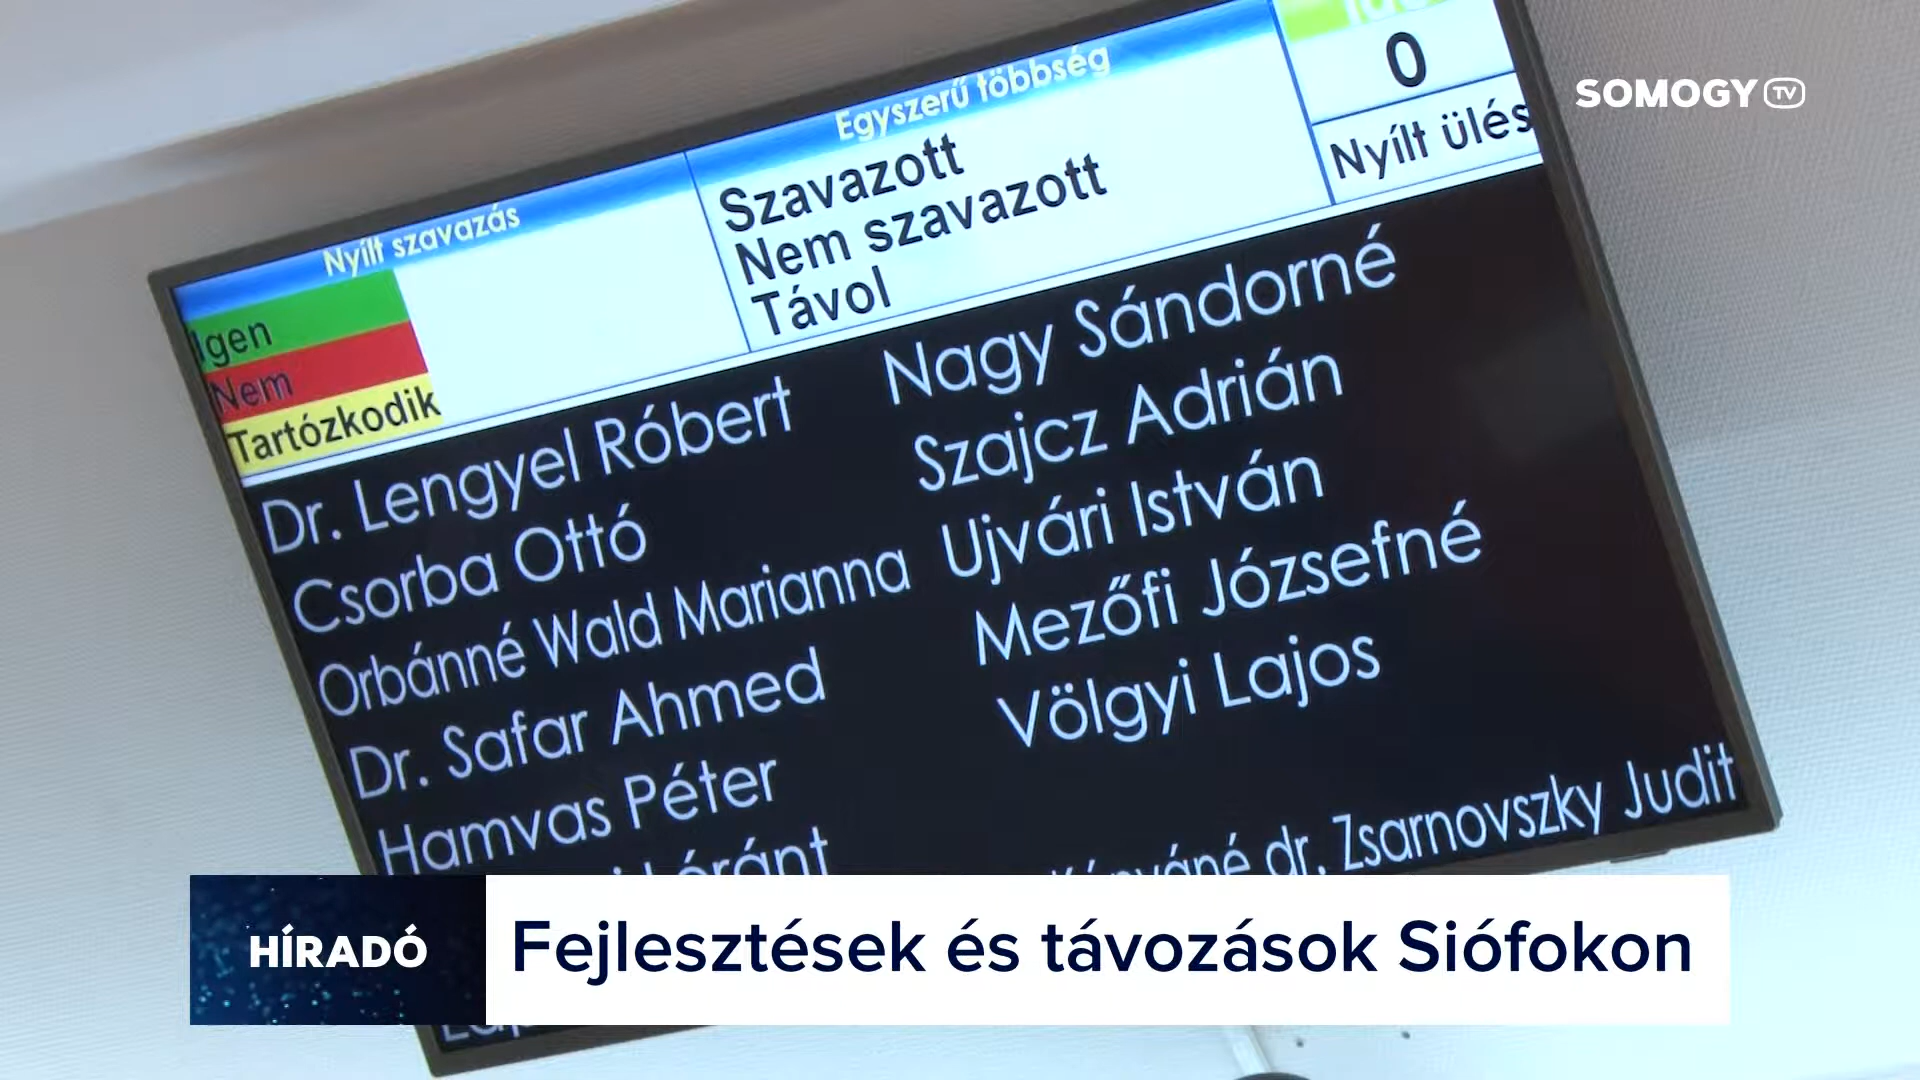 Egyszerű többség
0
Nyílt ülés
SOMOGY TV
Nyílt szavazás
Szavazott
Nem szavazott
Távol
Igen
Nem
Tartózkodik
Dr. Lengyel Róbert
Csorba Ottó
Orbánné Wald Marianna
Dr. Safar Ahmed
Hamvas Péter
Lóránt
Nagy Sándorné
Szajcz Adrián
Ujvári István
Mezőfi Józsefné
Völgyi Lajos
dr. Zsarnovszky Judit
HÍRADÓ
Fejlesztések és távozások Siófokon